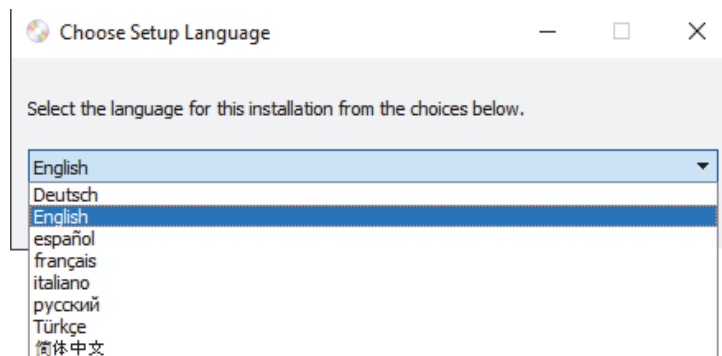 Choose Setup Language
Select the language for this installation from the choices below.
English
Deutsch
English
español
français
italiano
русский
Türkçe
简体中文